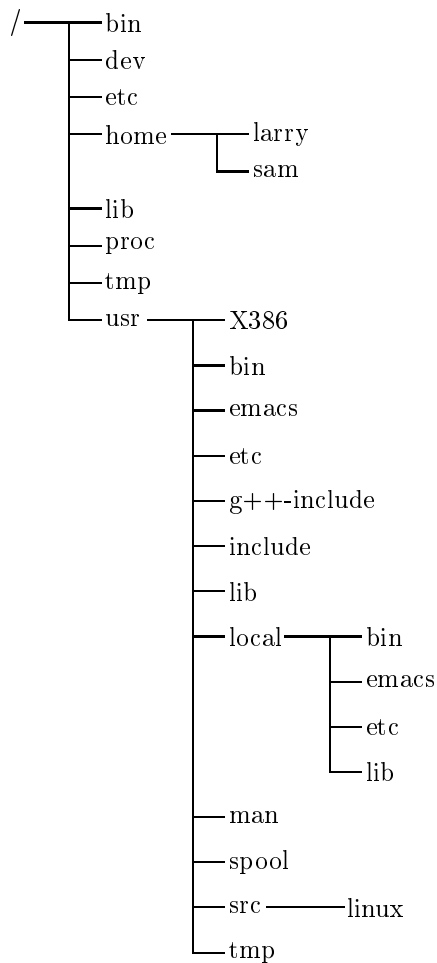 / bin
dev
etc
home larry
sam
lib
proc
tmp
usr X386
bin
emacs
etc
g++-include
include
lib
local bin
emacs
etc
lib
man
spool
src linux
tmp